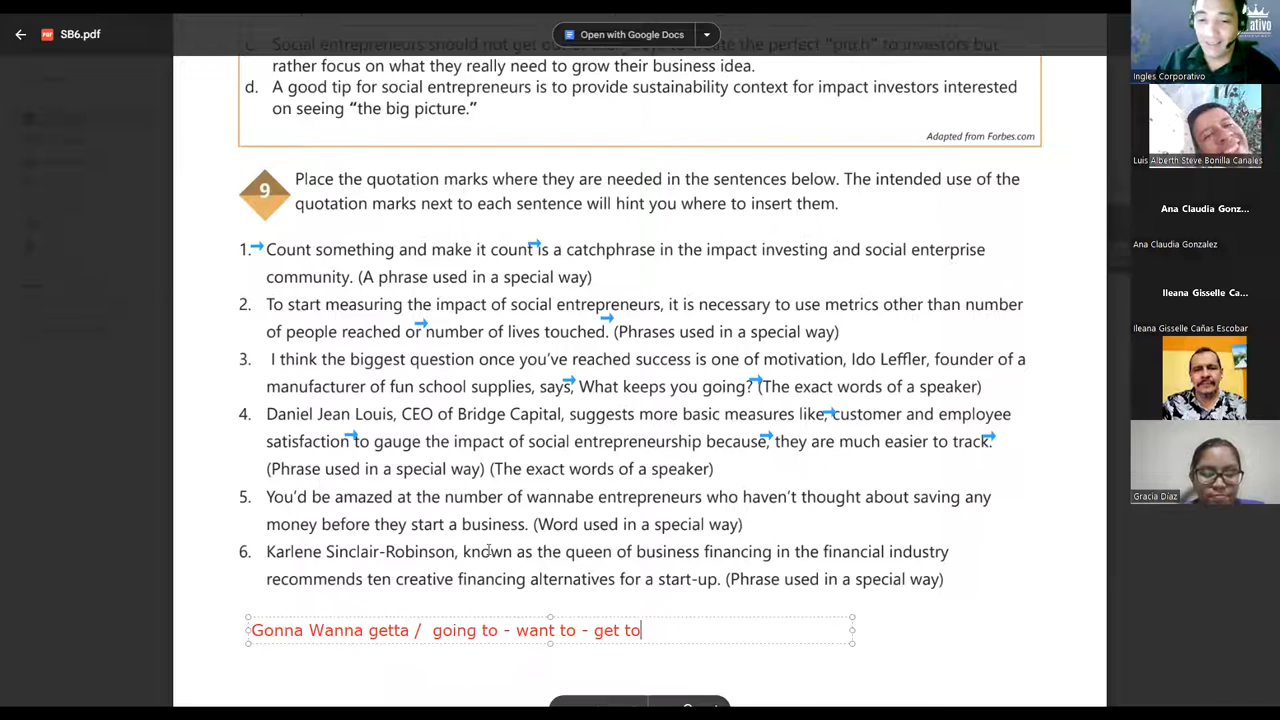 SB6.pdf
Open with Google Docs
rather focus on what they really need to grow their business idea.
d. A good tip for social entrepreneurs is to provide sustainability context for impact investors interested
on seeing "the big picture."
Adapted from Forbes.com
9
Place the quotation marks where they are needed in the sentences below. The intended use of the
quotation marks next to each sentence will hint you where to insert them.
1. Count something and make it count is a catchphrase in the impact investing and social enterprise
community. (A phrase used in a special way)
2. To start measuring the impact of social entrepreneurs, it is necessary to use metrics other than number
of people reached or number of lives touched. (Phrases used in a special way)
3. I think the biggest question once you've reached success is one of motivation, Ido Leffler, founder of a
manufacturer of fun school supplies, says, What keeps you going? (The exact words of a speaker)
4. Daniel Jean Louis, CEO of Bridge Capital, suggests more basic measures like, customer and employee
satisfaction to gauge the impact of social entrepreneurship because, they are much easier to track.
(Phrase used in a special way) (The exact words of a speaker)
5. You'd be amazed at the number of wannabe entrepreneurs who haven't thought about saving any
money before they start a business. (Word used in a special way)
6. Karlene Sinclair-Robinson, known as the queen of business financing in the financial industry
recommends ten creative financing alternatives for a start-up. (Phrase used in a special way)
Gonna Wanna getta / going to - want to - get to
ativo
Ingles Corporativo
Luis Alberth Steve Bonilla Canales
Ana Claudia Gonz...
Ana Claudia Gonzalez
Ileana Gisselle Ca...
Ileana Gisselle Cañas Escobar
Gracia Díaz